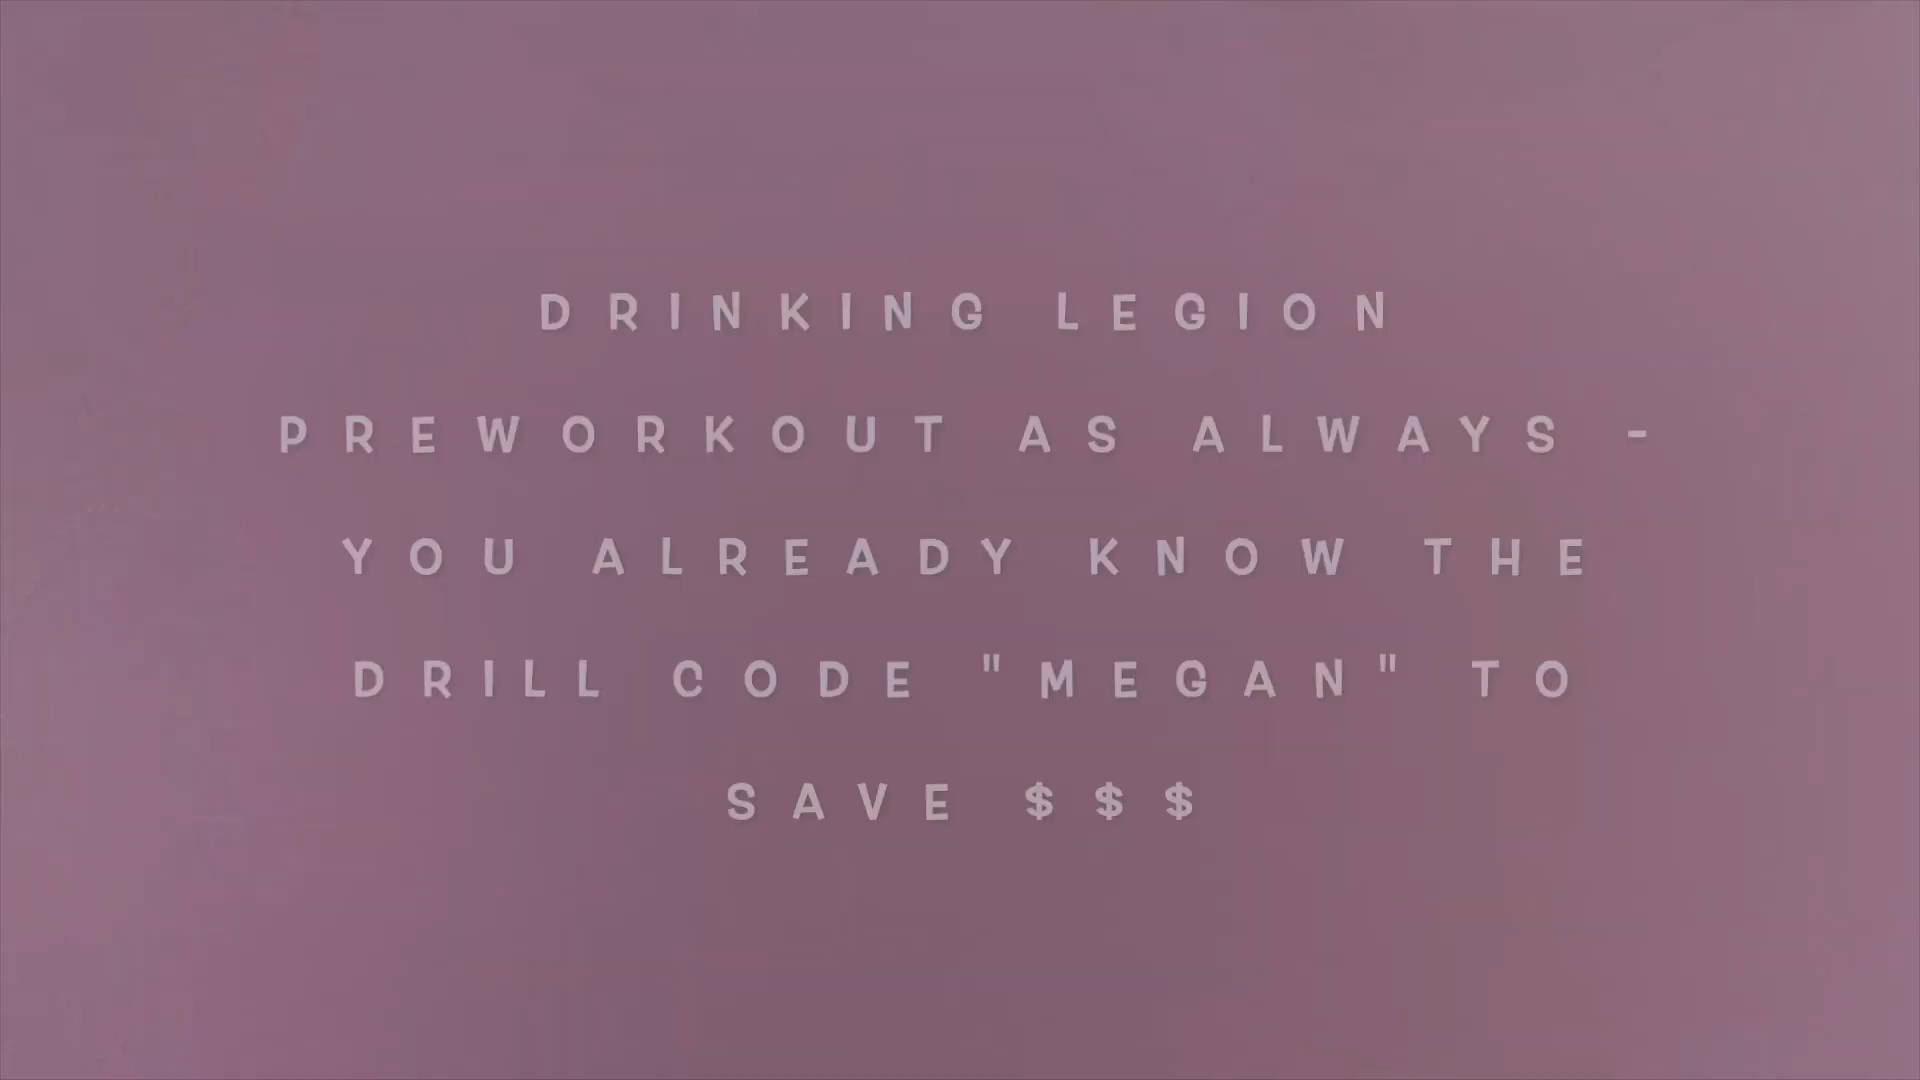 DRINKING LEGION
PREWORKOUT AS ALWAYS -
YOU ALREADY KNOW THE
DRILL CODE "MEGAN" TO
SAVE $$$